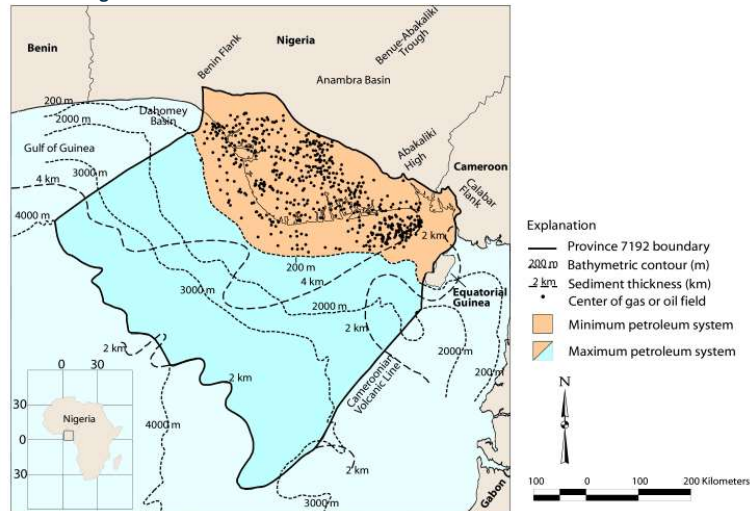 Nigeria
Benin
Benin Flank
Benue-Abakaliki
Trough
Anambra Basin
200 m
Dahomey
Basin
2000 m
Gulf of Guinea
3000 m
4 km
4000 m
Abakaliki
High
Cameroon
Calabar
Flank
2 km
200 m
4 km
3000 m
2000 m
Equatorial
Guinea
2 km
2 km
2 km
2000 m
200 m
Cameroonian
Volcanic Line
4000 m
2 km
3000 m
Gabon
0 30
30
0
30
Nigeria
Explanation
Province 7192 boundary
200 m Bathymetric contour (m)
2 km Sediment thickness (km)
Center of gas or oil field
Minimum petroleum system
Maximum petroleum system
N
100 0 100 200 Kilometers